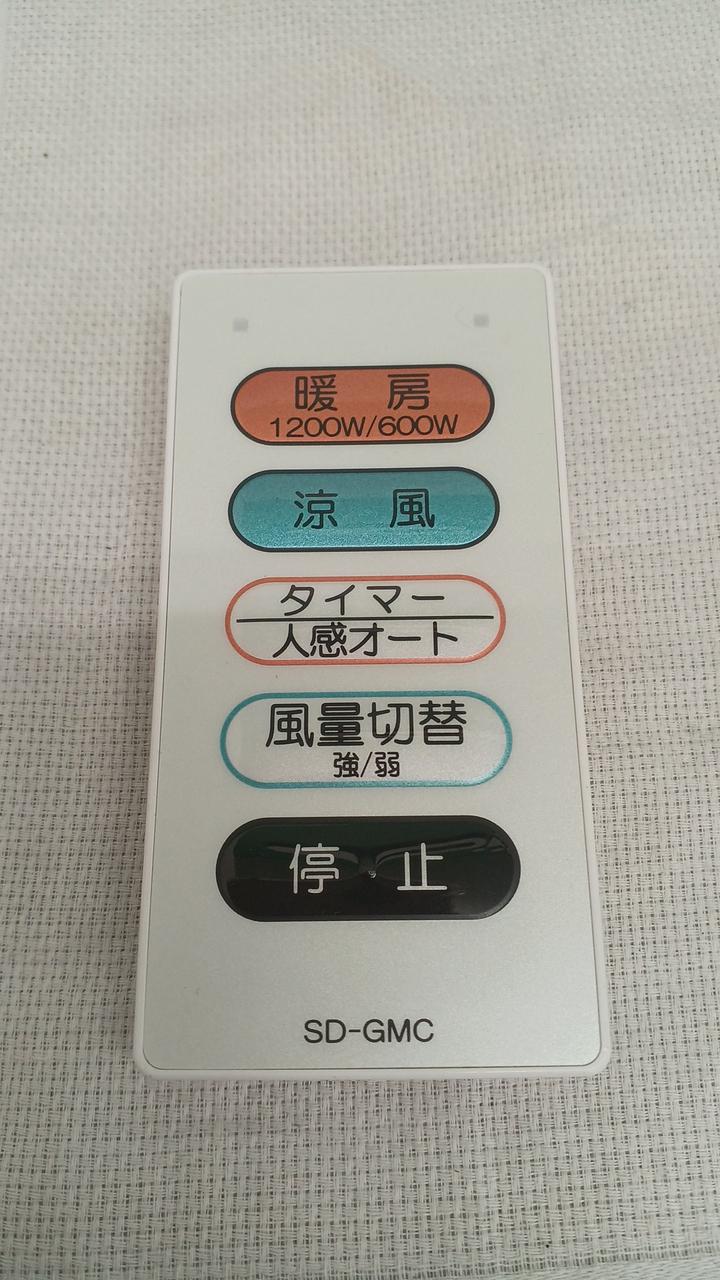 暖 房
1200W/600W
涼 風
タイマー
人感オート
風量切替
強/弱
停 止
SD-GMC